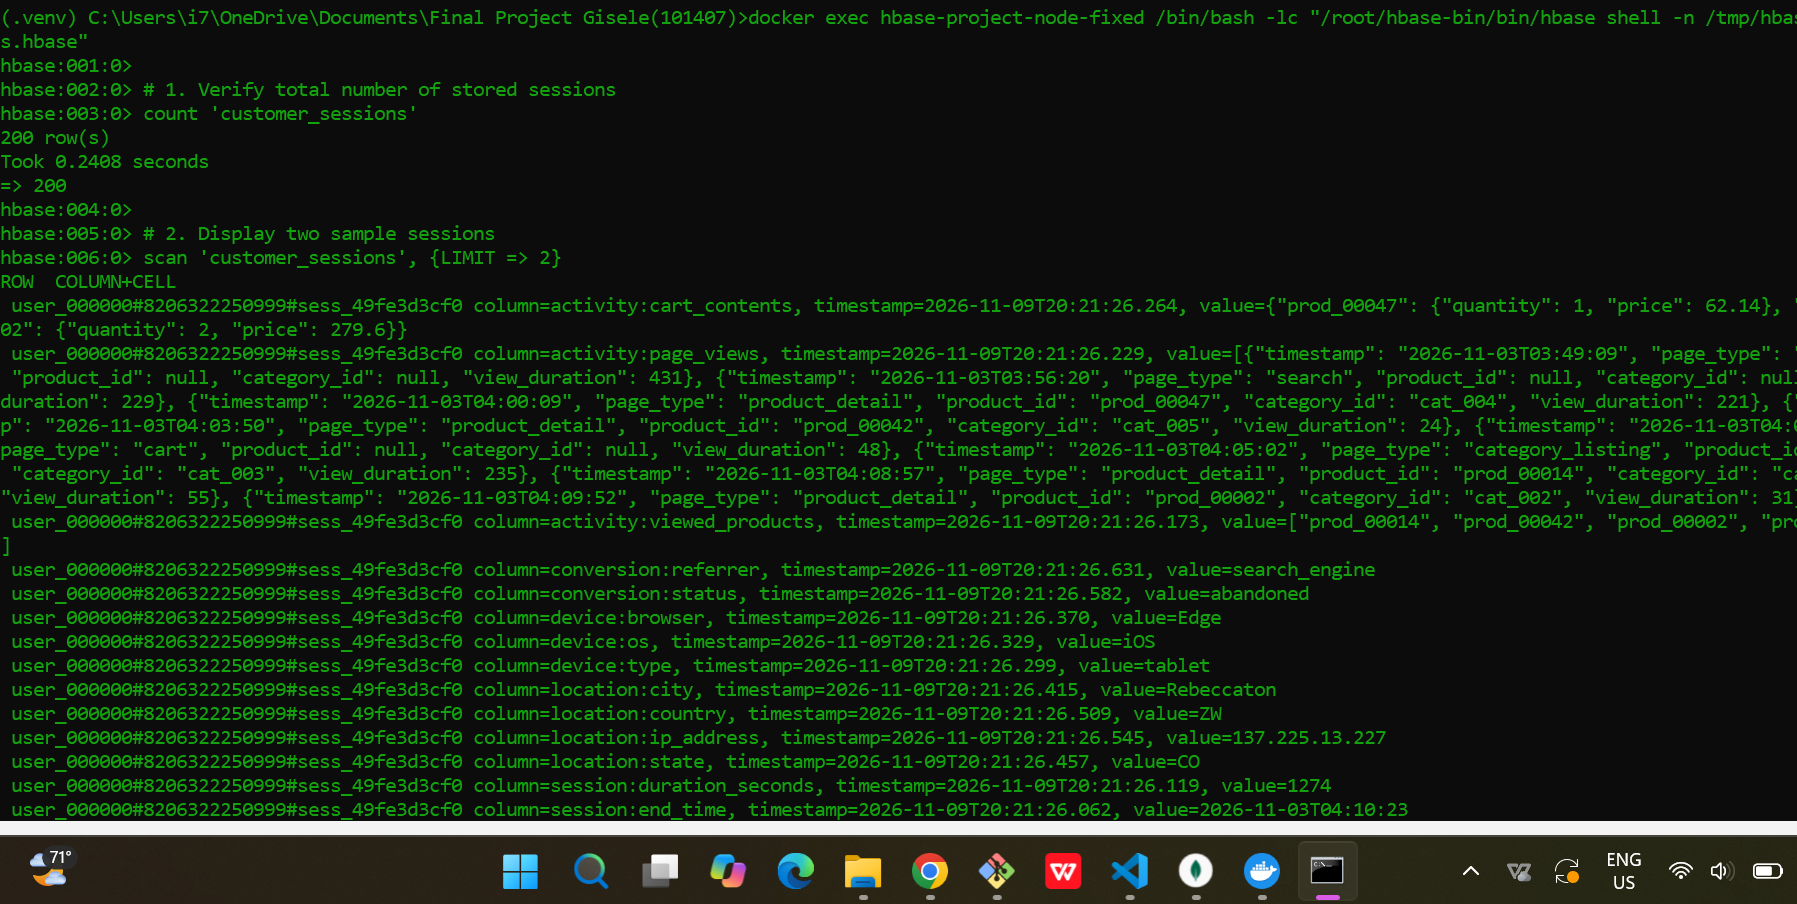 (.venv) C:\Users\i7\OneDrive\Documents\Final Project Gisele(101407)>docker exec hbase-project-node-fixed /bin/bash -lc "/root/hbase-bin/bin/hbase shell -n /tmp/hbas
s.hbase"
hbase:001:0>
hbase:002:0> # 1. Verify total number of stored sessions
hbase:003:0> count 'customer_sessions'
200 row(s)
Took 0.2408 seconds
=> 200
hbase:004:0>
hbase:005:0> # 2. Display two sample sessions
hbase:006:0> scan 'customer_sessions', {LIMIT => 2}
ROW  COLUMN+CELL
 user_000000#8206322250999#sess_49fe3d3cf0 column=activity:cart_contents, timestamp=2026-11-09T20:21:26.264, value={"prod_00047": {"quantity": 1, "price": 62.14}, "
02": {"quantity": 2, "price": 279.6}}
 user_000000#8206322250999#sess_49fe3d3cf0 column=activity:page_views, timestamp=2026-11-09T20:21:26.229, value=[{"timestamp": "2026-11-03T03:49:09", "page_type": "
 "product_id": null, "category_id": null, "view_duration": 431}, {"timestamp": "2026-11-03T03:56:20", "page_type": "search", "product_id": null, "category_id": null
duration": 229}, {"timestamp": "2026-11-03T04:00:09", "page_type": "product_detail", "product_id": "prod_00047", "category_id": "cat_004", "view_duration": 221}, {"
p": "2026-11-03T04:03:50", "page_type": "product_detail", "product_id": "prod_00042", "category_id": "cat_005", "view_duration": 24}, {"timestamp": "2026-11-03T04:0
page_type": "cart", "product_id": null, "category_id": null, "view_duration": 48}, {"timestamp": "2026-11-03T04:05:02", "page_type": "category_listing", "product_id
 "category_id": "cat_003", "view_duration": 235}, {"timestamp": "2026-11-03T04:08:57", "page_type": "product_detail", "product_id": "prod_00014", "category_id": "ca
"view_duration": 55}, {"timestamp": "2026-11-03T04:09:52", "page_type": "product_detail", "product_id": "prod_00002", "category_id": "cat_002", "view_duration": 31}
 user_000000#8206322250999#sess_49fe3d3cf0 column=activity:viewed_products, timestamp=2026-11-09T20:21:26.173, value=["prod_00014", "prod_00042", "prod_00002", "pro
]
 user_000000#8206322250999#sess_49fe3d3cf0 column=conversion:referrer, timestamp=2026-11-09T20:21:26.631, value=search_engine
 user_000000#8206322250999#sess_49fe3d3cf0 column=conversion:status, timestamp=2026-11-09T20:21:26.582, value=abandoned
 user_000000#8206322250999#sess_49fe3d3cf0 column=device:browser, timestamp=2026-11-09T20:21:26.370, value=Edge
 user_000000#8206322250999#sess_49fe3d3cf0 column=device:os, timestamp=2026-11-09T20:21:26.329, value=iOS
 user_000000#8206322250999#sess_49fe3d3cf0 column=device:type, timestamp=2026-11-09T20:21:26.299, value=tablet
 user_000000#8206322250999#sess_49fe3d3cf0 column=location:city, timestamp=2026-11-09T20:21:26.415, value=Rebeccaton
 user_000000#8206322250999#sess_49fe3d3cf0 column=location:country, timestamp=2026-11-09T20:21:26.509, value=ZW
 user_000000#8206322250999#sess_49fe3d3cf0 column=location:ip_address, timestamp=2026-11-09T20:21:26.545, value=137.225.13.227
 user_000000#8206322250999#sess_49fe3d3cf0 column=location:state, timestamp=2026-11-09T20:21:26.457, value=CO
 user_000000#8206322250999#sess_49fe3d3cf0 column=session:duration_seconds, timestamp=2026-11-09T20:21:26.119, value=1274
 user_000000#8206322250999#sess_49fe3d3cf0 column=session:end_time, timestamp=2026-11-09T20:21:26.062, value=2026-11-03T04:10:23
71°
ENG
US